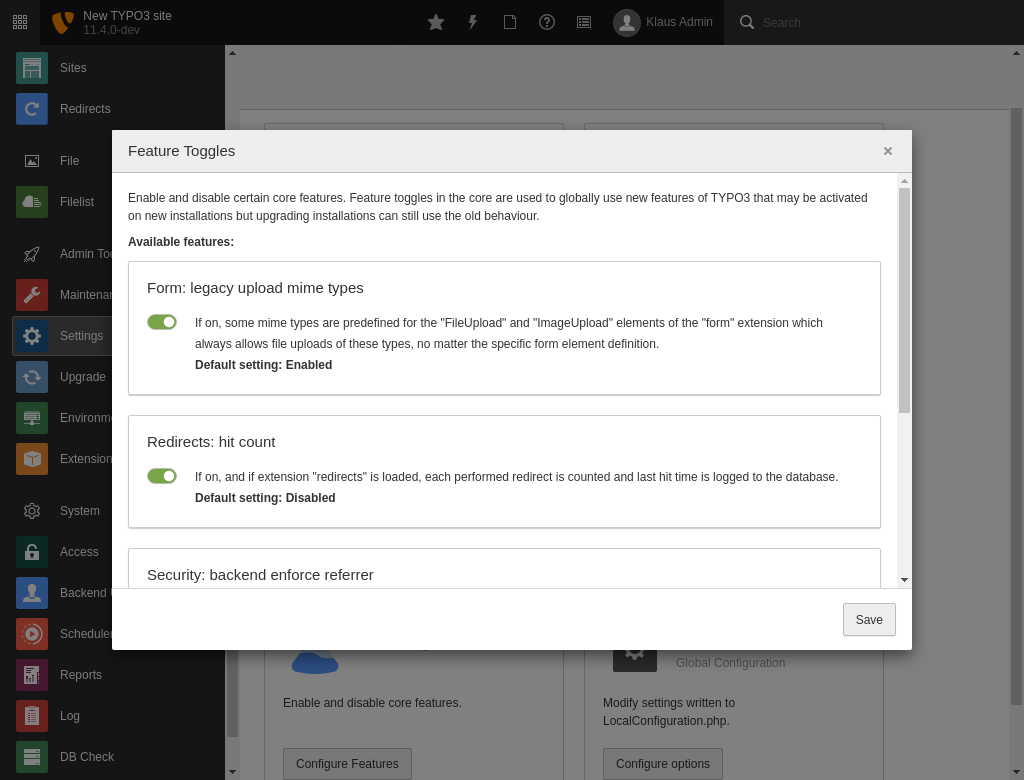 New TYPO3 site
11.4.0-dev
Klaus Admin
Search
Sites
Redirects
File
Filelist
Admin Too
Maintenan
Settings
Upgrade
Environme
Extension
System
Access
Backend U
Scheduler
Reports
Log
DB Check
Feature Toggles
×
Enable and disable certain core features. Feature toggles in the core are used to globally use new features of TYPO3 that may be activated
on new installations but upgrading installations can still use the old behaviour.
Available features:
Form: legacy upload mime types
If on, some mime types are predefined for the "FileUpload" and "ImageUpload" elements of the "form" extension which
always allows file uploads of these types, no matter the specific form element definition.
Default setting: Enabled
Redirects: hit count
If on, and if extension "redirects" is loaded, each performed redirect is counted and last hit time is logged to the database.
Default setting: Disabled
Security: backend enforce referrer
Save
Global Configuration
Enable and disable core features.
Modify settings written to
LocalConfiguration.php.
Configure Features
Configure options